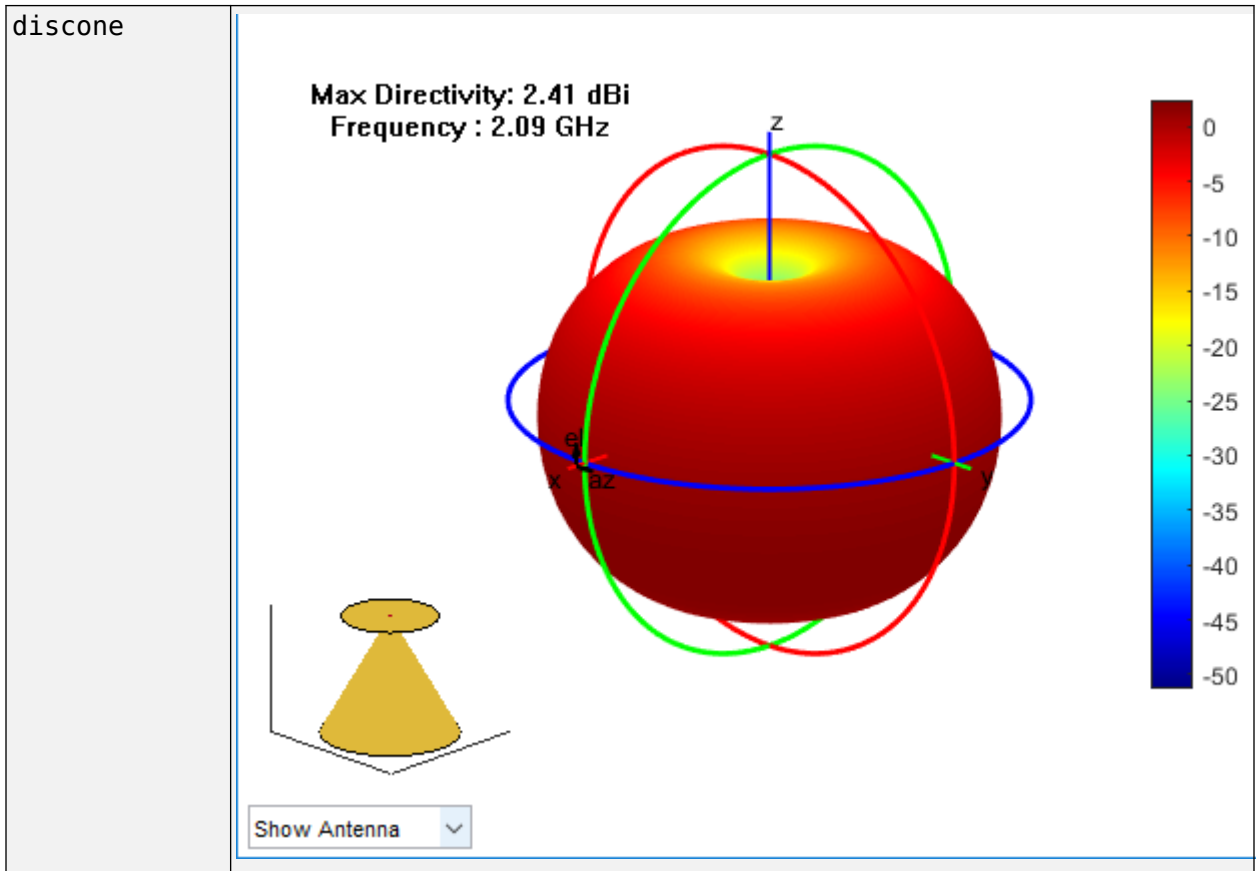 discone
Max Directivity: 2.41 dBi
Frequency : 2.09 GHz
z
0
-5
-10
-15
-20
-25
-30
-35
-40
-45
-50
el
x
az
y
Show Antenna